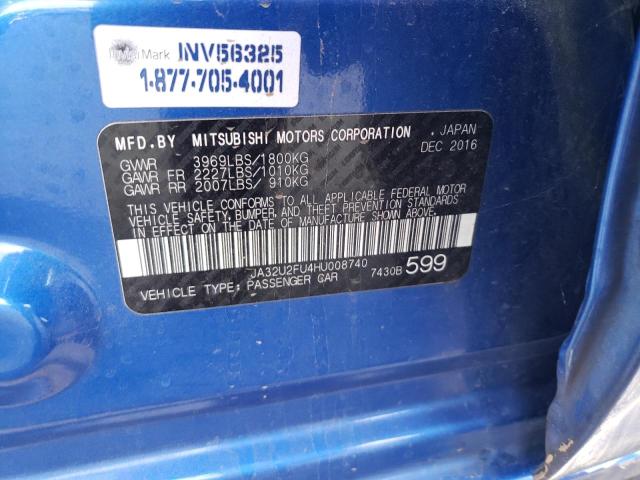 Mark
INV56325
1-877-705-4001
MFD.BY MITSUBISHI MOTORS CORPORATION JAPAN
DEC 2016
GVWR 3969LBS/1800KG
GAWR FR 2227LBS/1010KG
GAWR RR 2007LBS/ 910KG
THIS VEHICLE CONFORMS TO ALL APPLICABLE FEDERAL MOTOR
VEHICLE SAFETY, BUMPER, AND THEFT PREVENTION STANDARDS
IN EFFECT ON THE DATE OF MANUFACTURE SHOWN ABOVE.
JA32U2FU4HU008740
7430B 599
VEHICLE TYPE: PASSENGER CAR